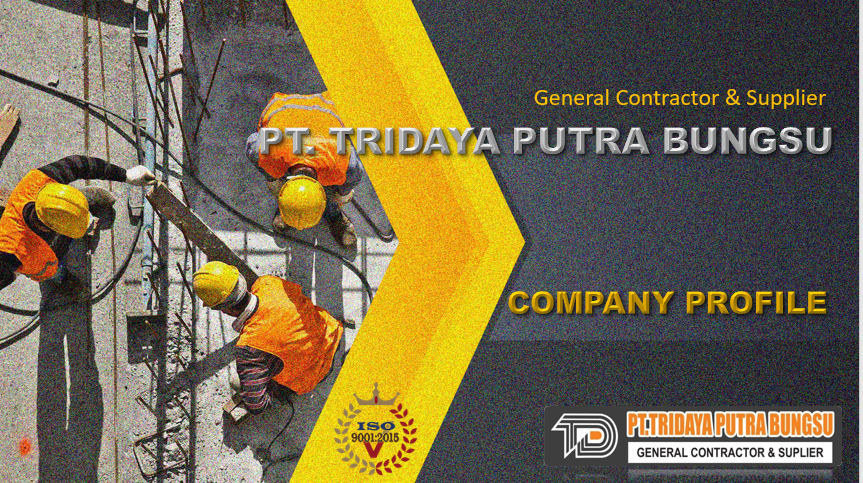 General Contractor & Supplier
PT. TRIDAYA PUTRA BUNGSU
COMPANY PROFILE
ISO
9001:2015
V
TD
PT.TRIDAYA PUTRA BUNGSU
GENERAL CONTRACTOR & SUPLIER